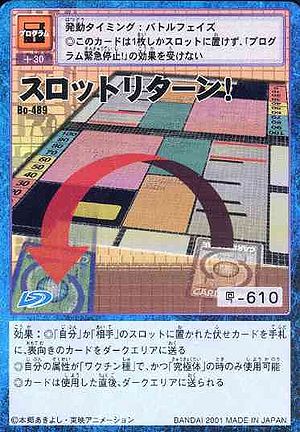 プログラム
+30
発動タイミング：バトルフェイズ
◎このカードは1枚しかスロットに置けず、「プログ
ラム緊急停止!!」の効果を受けない
スロットリターン!
Bo-489
-610
効果：◎「自分」か「相手」のスロットに置かれた伏せカードを手札
に、表向きのカードをダークエリアに送る
◎自分の属性が「ワクチン種」で、かつ「究極体」の時のみ使用可能
◎カードは使用した直後、ダークエリアに送られる
©本郷あきよし・東映アニメーション
BANDAI 2001 MADE IN JAPAN